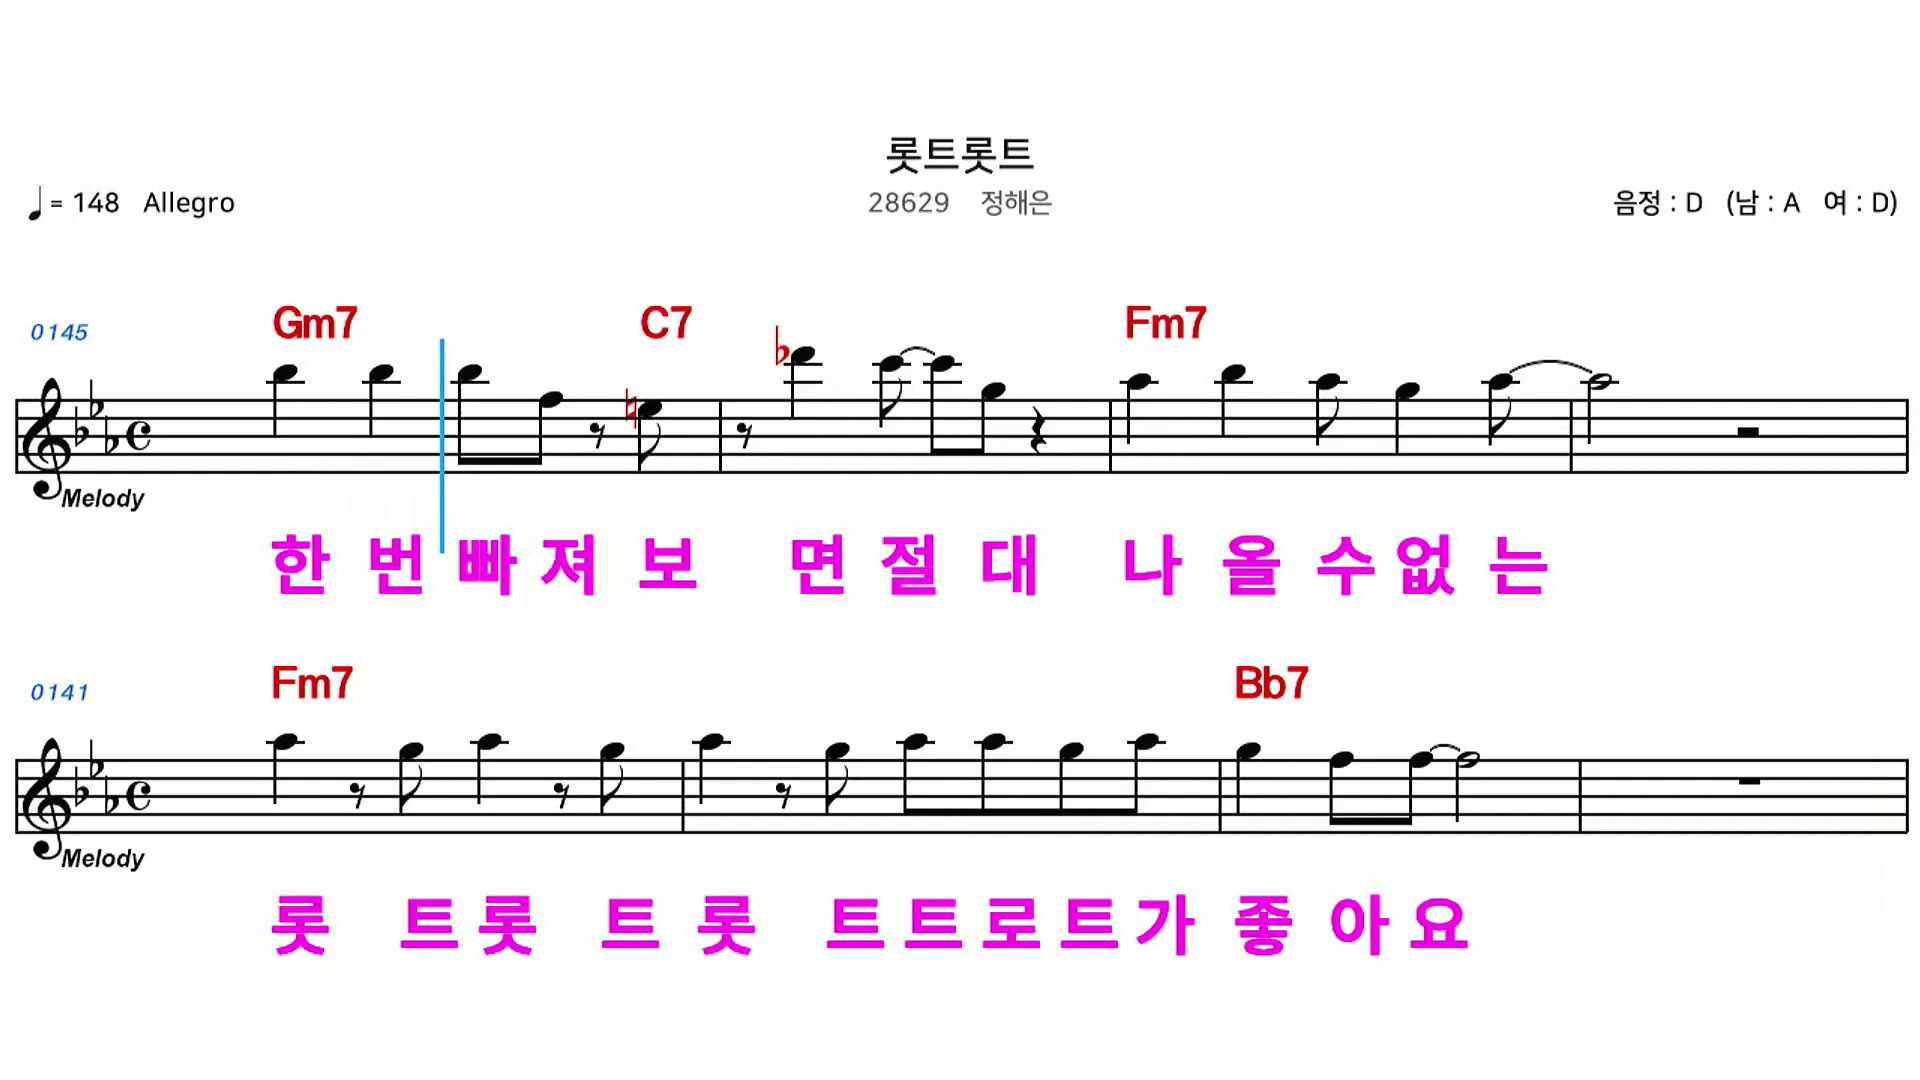 롯트롯트
♩= 148 Allegro 28629 정해은 음정 : D (남 : A 여 : D)
0145 Gm7 C7 Fm7
Melody
한 번 빠 져 보 면 절 대 나 올 수 없 는
0141 Fm7 Bb7
Melody
롯 트 롯 트 롯 트 트 로 트 가 좋 아 요